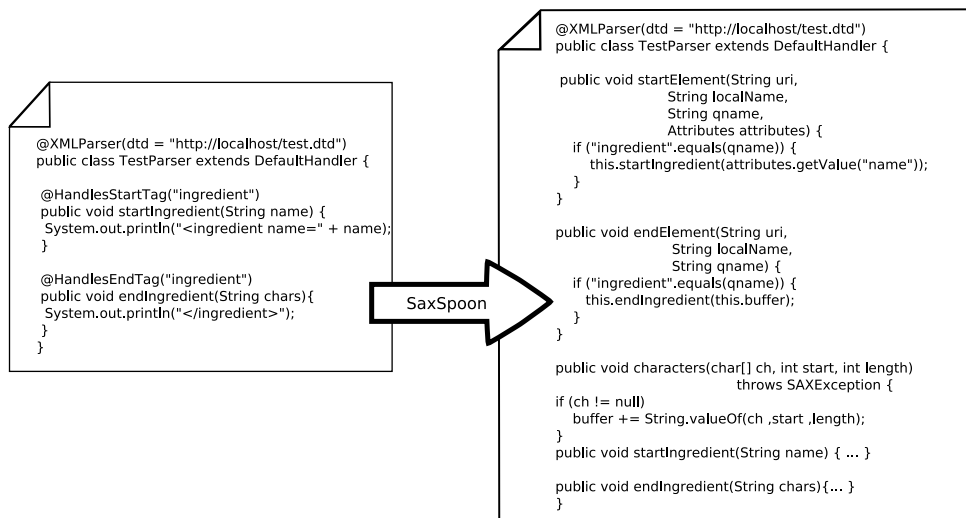 @XMLParser(dtd = "http://localhost/test.dtd")
public class TestParser extends DefaultHandler {
@HandlesStartTag("ingredient")
public void startIngredient(String name) {
System.out.println("<ingredient name=" + name);
}
@HandlesEndTag("ingredient")
public void endIngredient(String chars){
System.out.println("</ingredient>");
}
}
SaxSpoon
@XMLParser(dtd = "http://localhost/test.dtd")
public class TestParser extends DefaultHandler {
public void startElement(String uri,
String localName,
String qname,
Attributes attributes) {
if ("ingredient".equals(qname)) {
this.startIngredient(attributes.getValue("name"));
}
}
public void endElement(String uri,
String localName,
String qname) {
if ("ingredient".equals(qname)) {
this.endIngredient(this.buffer);
}
}
public void characters(char[] ch, int start, int length)
throws SAXException {
if (ch != null)
buffer += String.valueOf(ch ,start ,length);
}
public void startIngredient(String name) { ... }
public void endIngredient(String chars){... }
}